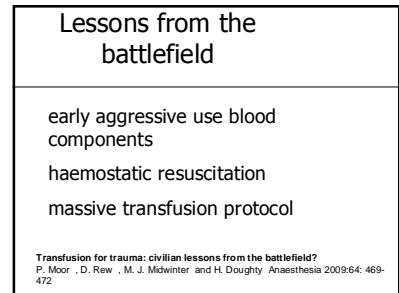 Lessons from the
battlefield
early aggressive use blood
components
haemostatic resuscitation
massive transfusion protocol
Transfusion for trauma: civilian lessons from the battlefield?
P. Moor , D. Rew , M. J. Midwinter and H. Doughty Anaesthesia 2009:64: 469-
472